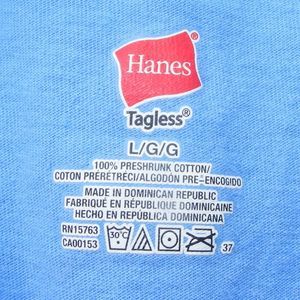 Hanes
Tagless®
L/G/G
100% PRESHRUNK COTTON/
COTON PRÉRÉTRÉCI/ALGODÓN PRE-ENCOGIDO
MADE IN DOMINICAN REPUBLIC
FABRIQUÉ EN RÉPUBLIQUE DOMINICAINE
HECHO EN REPÚBLICA DOMINICANA
RN15763
CA00153
30°C
37